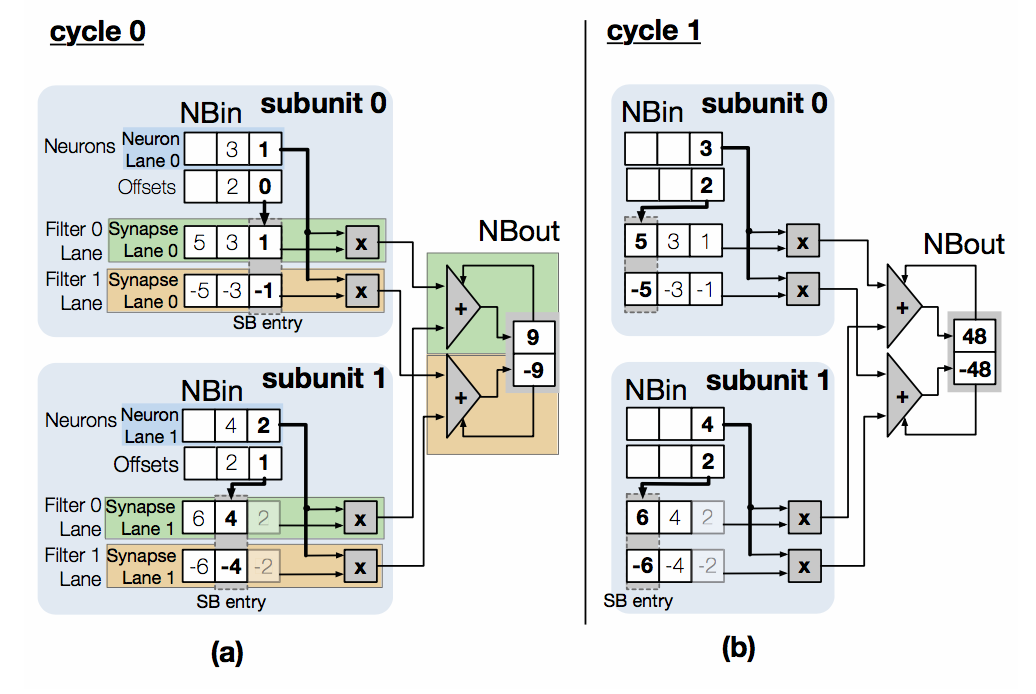 cycle 0
subunit 0
NBin
Neurons
Neuron
Lane 0
3 1
Offsets
2 0
Filter 0
Lane
Synapse
Lane 0
5 3 1
x
Filter 1
Lane
Synapse
Lane 0
-5 -3 -1
x
SB entry
NBout
+
9
-9
+
subunit 1
NBin
Neurons
Neuron
Lane 1
4 2
Offsets
2 1
Filter 0
Lane
Synapse
Lane 1
6 4 2
x
Filter 1
Lane
Synapse
Lane 1
-6 -4 -2
x
SB entry
(a)
cycle 1
subunit 0
NBin
3
2
5 3 1
x
-5 -3 -1
x
NBout
+
48
-48
+
subunit 1
NBin
4
2
6 4 2
x
-6 -4 -2
x
SB entry
(b)